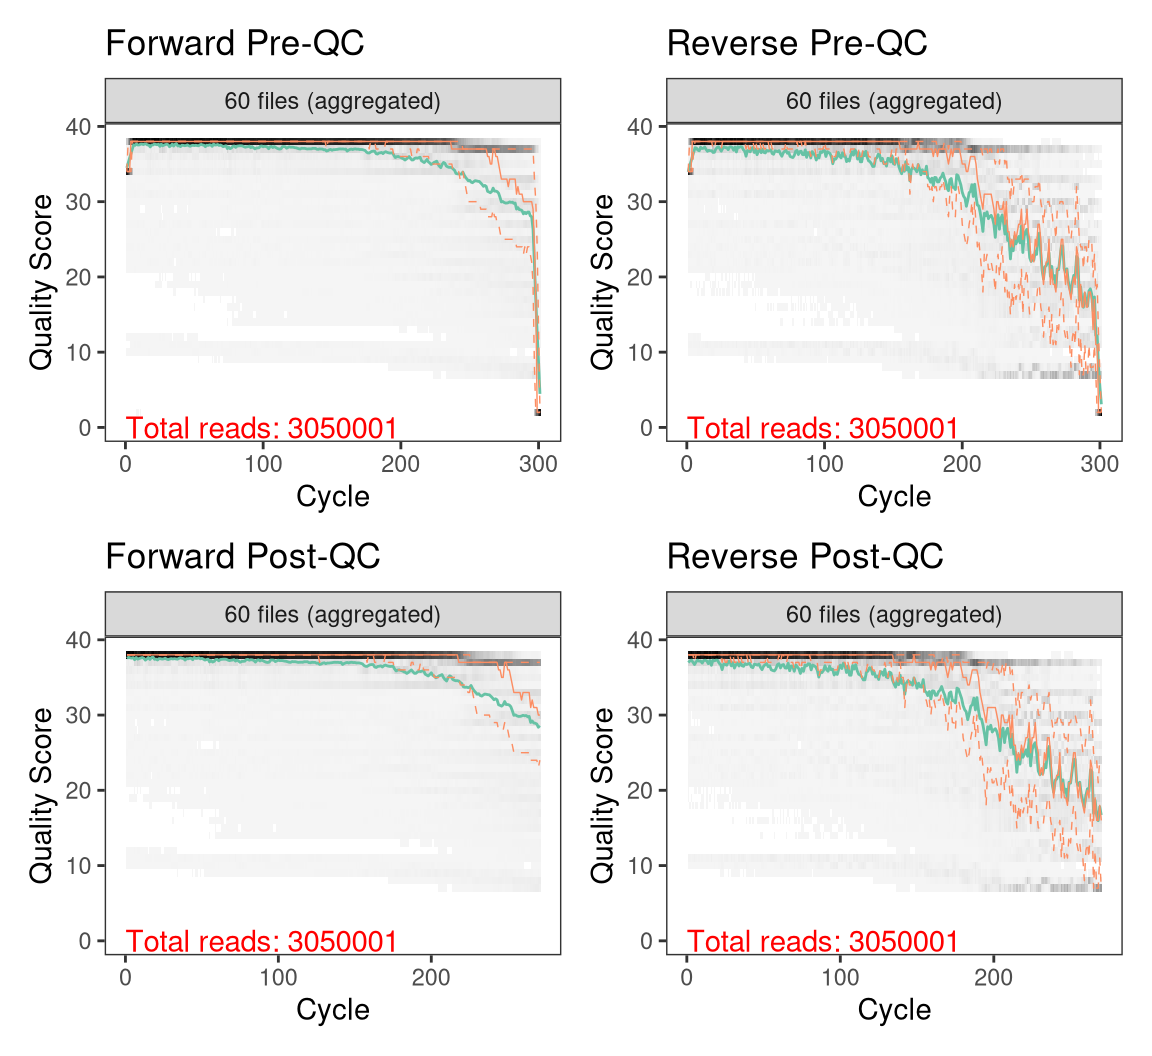 Forward Pre-QC
60 files (aggregated)
40
30
20
10
0
Quality Score
Total reads: 3050001
0 100 200 300
Cycle
Reverse Pre-QC
60 files (aggregated)
40
30
20
10
0
Quality Score
Total reads: 3050001
0 100 200 300
Cycle
Forward Post-QC
60 files (aggregated)
40
30
20
10
0
Quality Score
Total reads: 3050001
0 100 200
Cycle
Reverse Post-QC
60 files (aggregated)
40
30
20
10
0
Quality Score
Total reads: 3050001
0 100 200
Cycle